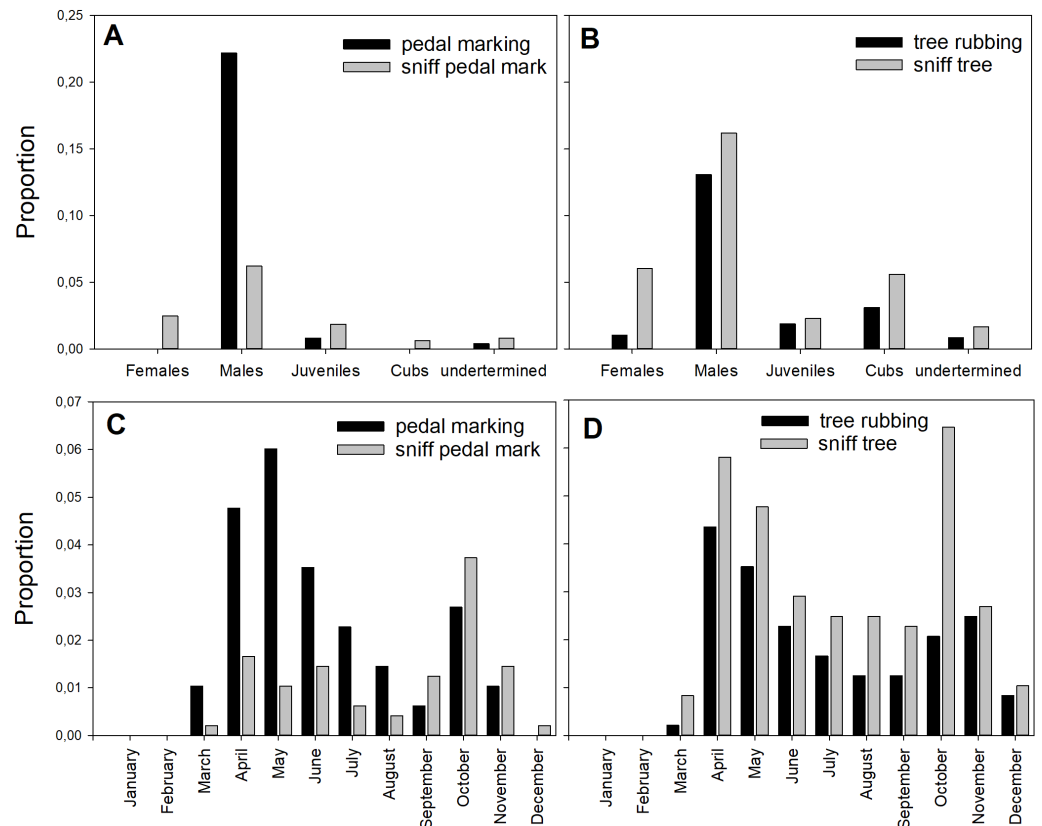 A
pedal marking
sniff pedal mark
Proportion
0,25
0,20
0,15
0,10
0,05
0,00
Females Males Juveniles Cubs undertermined
B
tree rubbing
sniff tree
Females Males Juveniles Cubs undertermined
C
pedal marking
sniff pedal mark
Proportion
0,07
0,06
0,05
0,04
0,03
0,02
0,01
0,00
January
February
March
April
May
June
July
August
September
October
November
December
D
tree rubbing
sniff tree
January
February
March
April
May
June
July
August
September
October
November
December